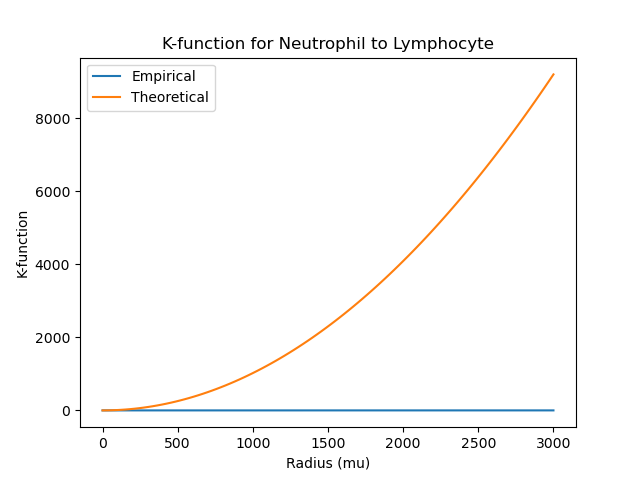 K-function for Neutrophil to Lymphocyte
Empirical
Theoretical
8000
6000
4000
2000
0
K-function
0 500 1000 1500 2000 2500 3000
Radius (mu)